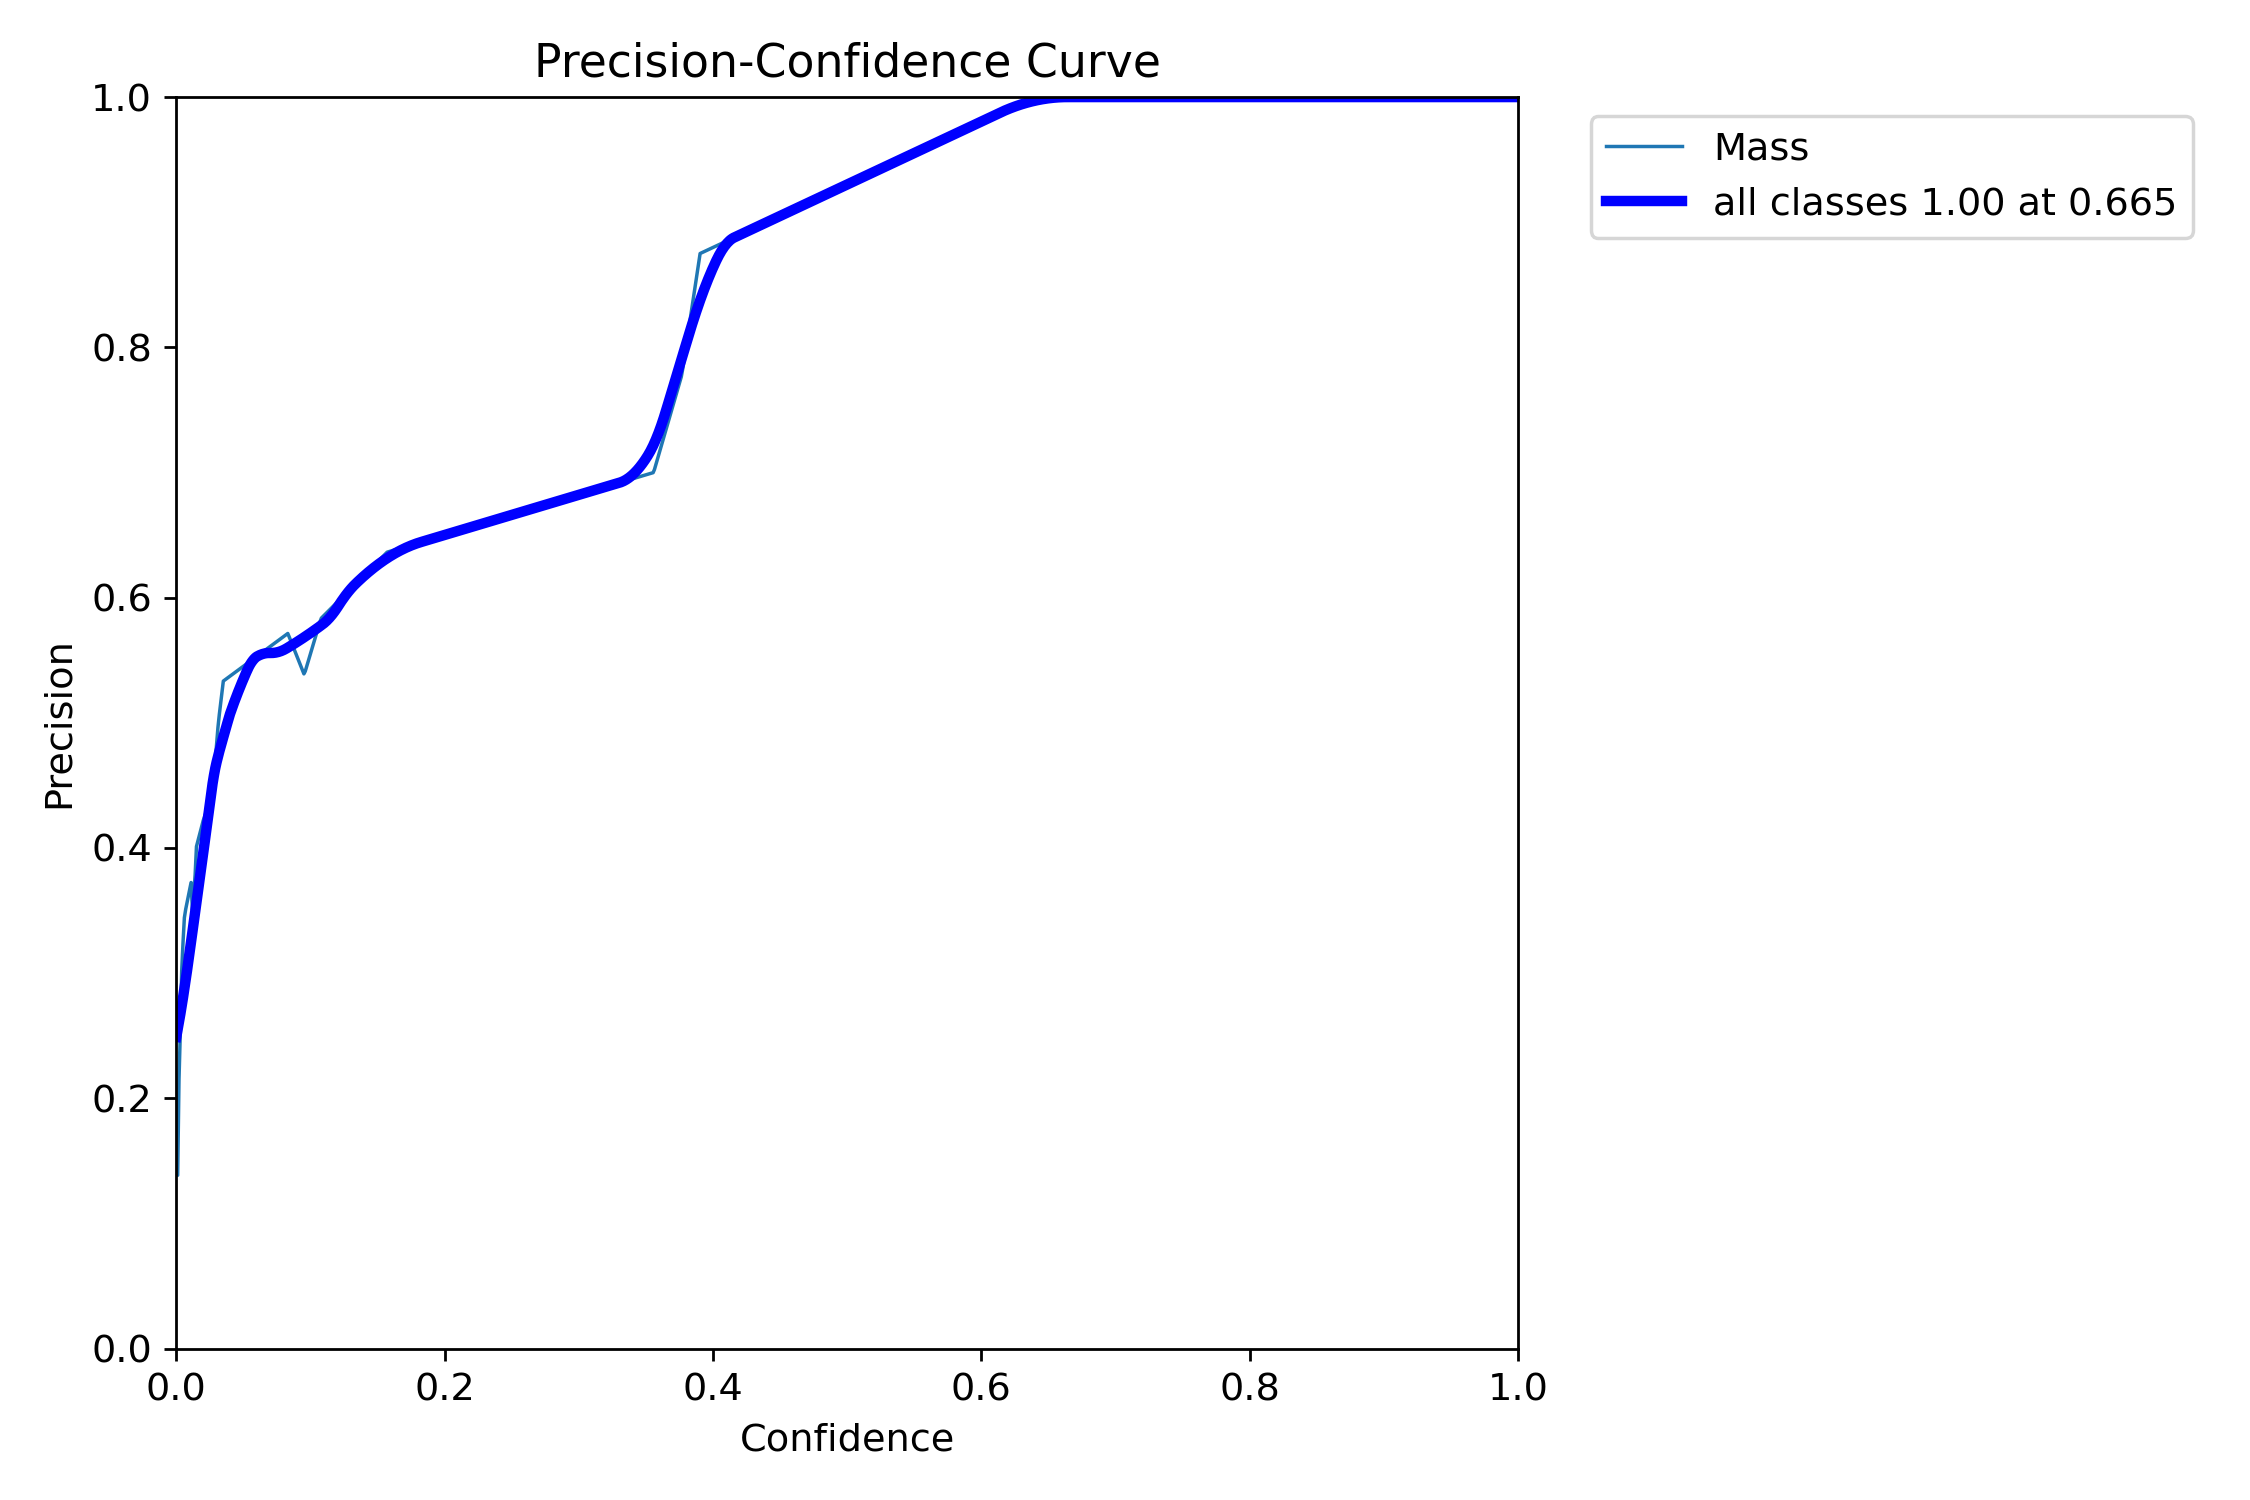 Precision-Confidence Curve
Mass
all classes 1.00 at 0.665
1.0
0.8
0.6
0.4
0.2
0.0
Precision
0.0 0.2 0.4 0.6 0.8 1.0
Confidence